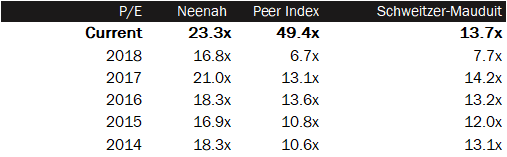 P/E Neenah Peer Index Schweitzer-Mauduit
Current 23.3x 49.4x 13.7x
2018 16.8x 6.7x 7.7x
2017 21.0x 13.1x 14.2x
2016 18.3x 13.6x 13.2x
2015 16.9x 10.8x 12.0x
2014 18.3x 10.6x 13.1x